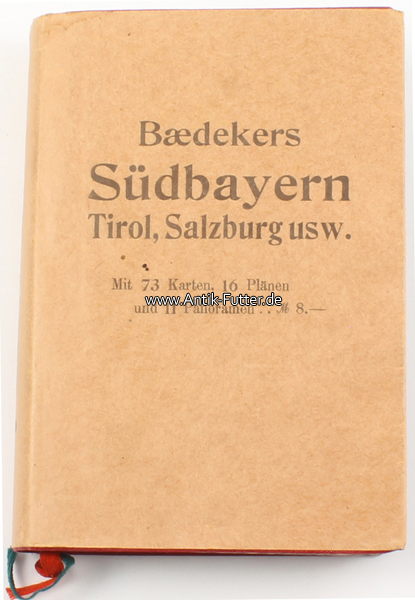 Bædekers
Südbayern
Tirol, Salzburg usw.
Mit 73 Karten, 16 Plänen
www.Antik-Futter.de
und 11 Panoramen . . ℳ 8.—